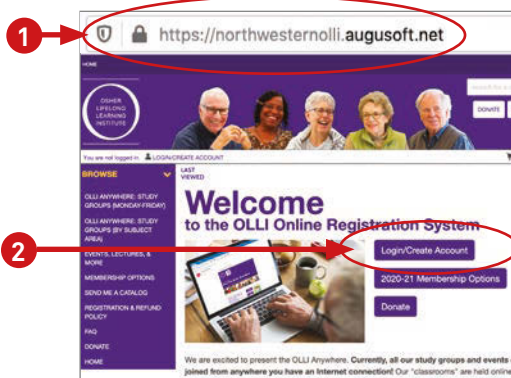 1
https://northwesternolli.augusoft.net
HOME
OSHER
LIFELONG
LEARNING
INSTITUTE
DONATE
You are not logged in. LOGIN/CREATE ACCOUNT
BROWSE
LAST
VIEWED
OLLI ANYWHERE: STUDY
GROUPS (MONDAY-FRIDAY)
OLLI ANYWHERE: STUDY
GROUPS (BY SUBJECT
AREA)
EVENTS, LECTURES, &
MORE
MEMBERSHIP OPTIONS
SEND ME A CATALOG
REGISTRATION & REFUND
POLICY
FAQ
DONATE
HOME
Welcome
to the OLLI Online Registration System
2
Login/Create Account
2020-21 Membership Options
Donate
We are excited to present the OLLI Anywhere. Currently, all our study groups and events
joined from anywhere you have an Internet connection! Our "classrooms" are held online